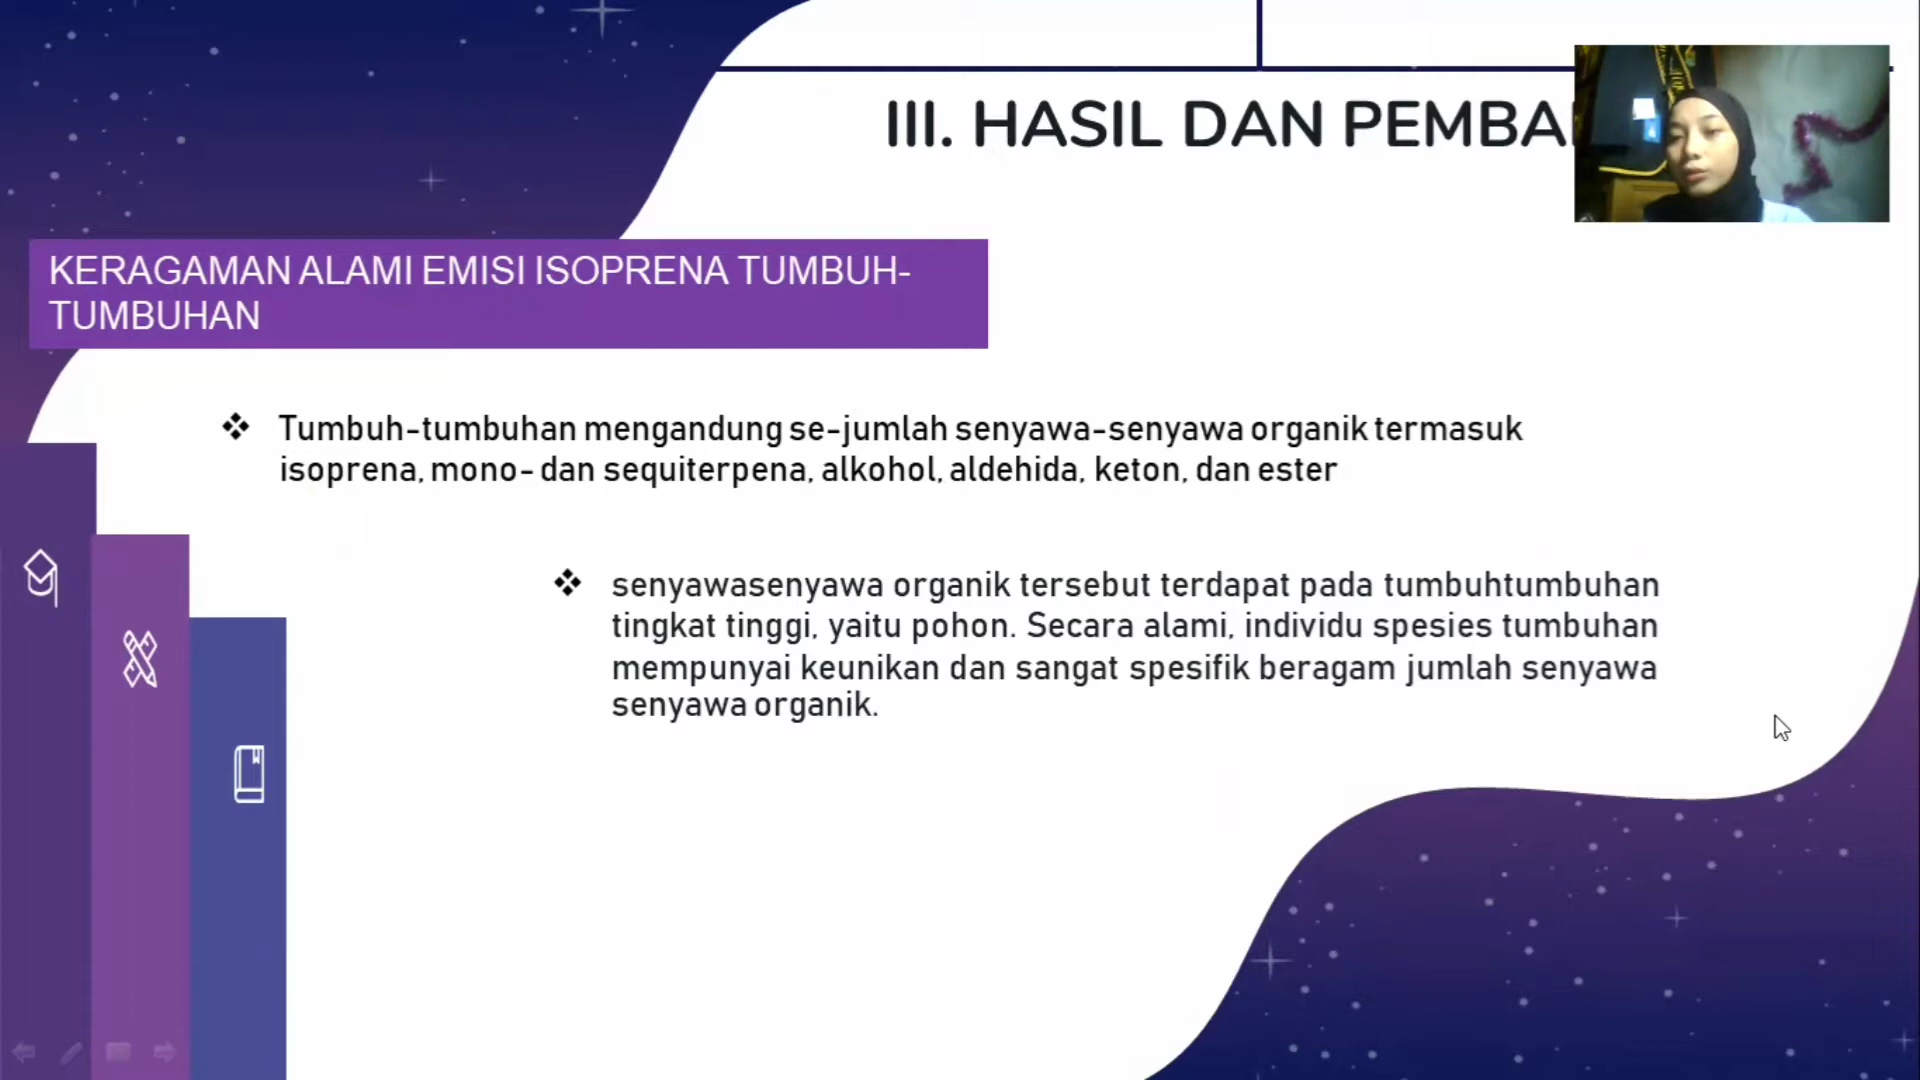 III. HASIL DAN PEMBA
KERAGAMAN ALAMI EMISI ISOPRENA TUMBUH-
TUMBUHAN
❖ Tumbuh-tumbuhan mengandung se-jumlah senyawa-senyawa organik termasuk
isoprena, mono- dan sequiterpena, alkohol, aldehida, keton, dan ester
❖ senyawasenyawa organik tersebut terdapat pada tumbuhtumbuhan
tingkat tinggi, yaitu pohon. Secara alami, individu spesies tumbuhan
mempunyai keunikan dan sangat spesifik beragam jumlah senyawa
senyawa organik.